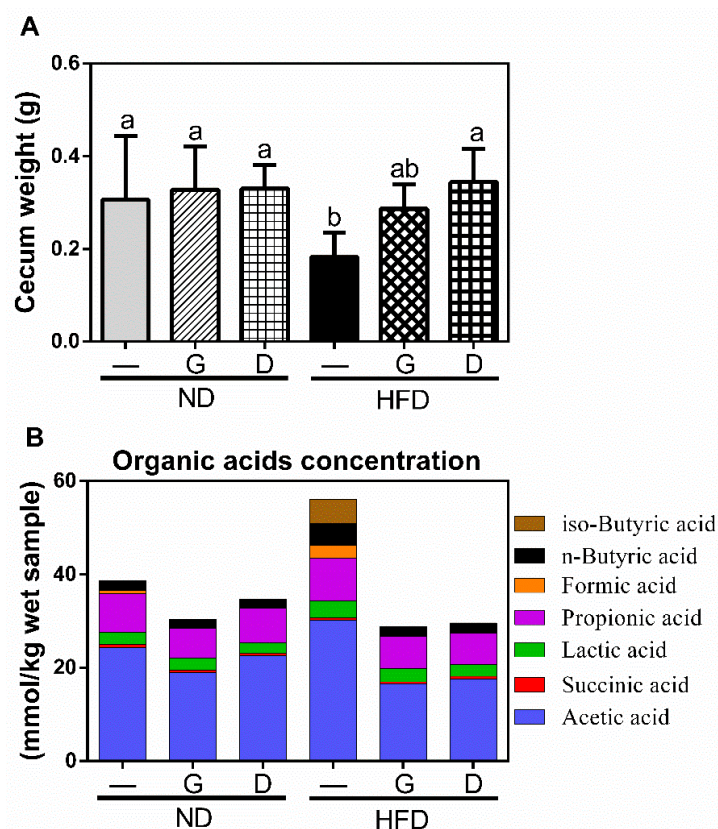 A
Cecum weight (g)
0.6
0.4
0.2
0.0
a
a
a
b
ab
a
— G D — G D
ND HFD
B
Organic acids concentration
(mmol/kg wet sample)
60
40
20
0
iso-Butyric acid
n-Butyric acid
Formic acid
Propionic acid
Lactic acid
Succinic acid
Acetic acid
— G D — G D
ND HFD